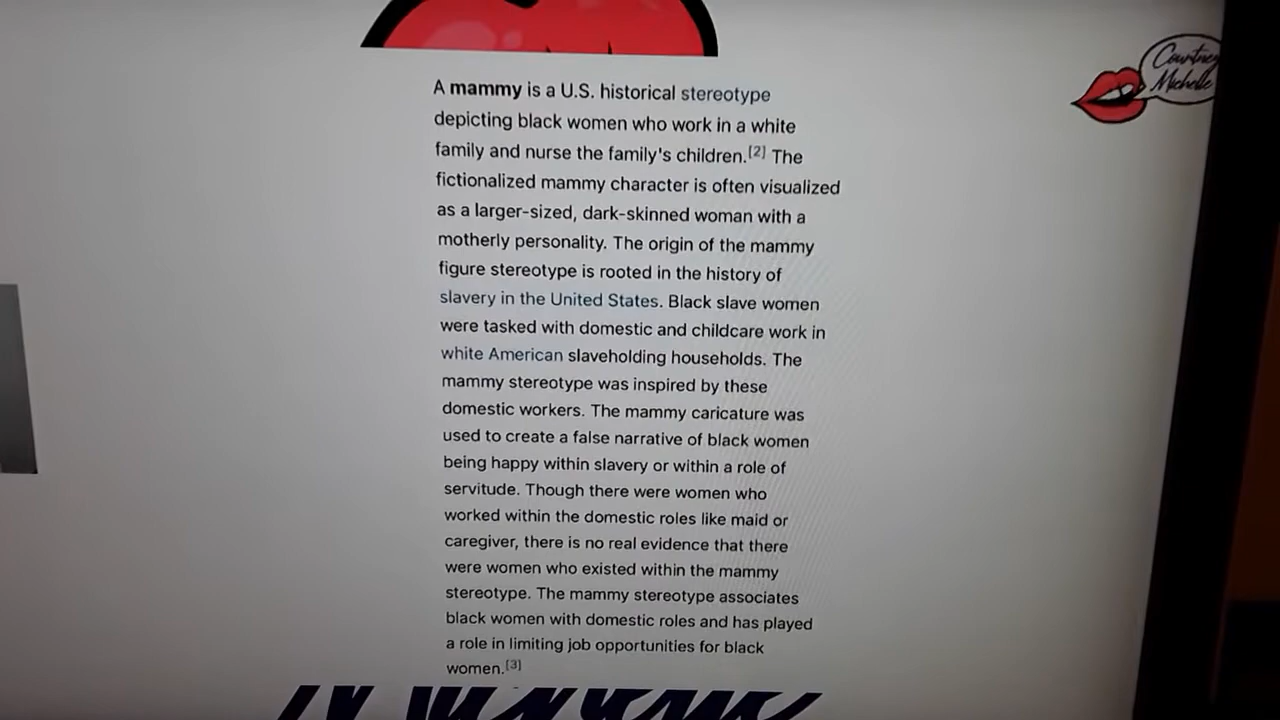 Courtney
Michelle
A mammy is a U.S. historical stereotype
depicting black women who work in a white
family and nurse the family's children.[2] The
fictionalized mammy character is often visualized
as a larger-sized, dark-skinned woman with a
motherly personality. The origin of the mammy
figure stereotype is rooted in the history of
slavery in the United States. Black slave women
were tasked with domestic and childcare work in
white American slaveholding households. The
mammy stereotype was inspired by these
domestic workers. The mammy caricature was
used to create a false narrative of black women
being happy within slavery or within a role of
servitude. Though there were women who
worked within the domestic roles like maid or
caregiver, there is no real evidence that there
were women who existed within the mammy
stereotype. The mammy stereotype associates
black women with domestic roles and has played
a role in limiting job opportunities for black
women.[3]